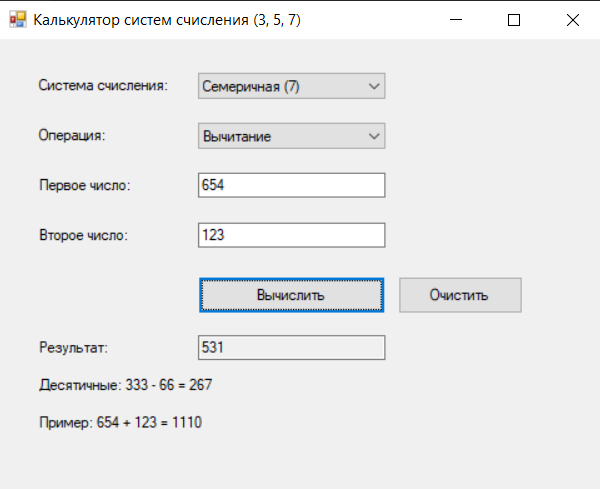 Калькулятор систем счисления (3, 5, 7)
Система счисления: Семеричная (7)
Операция: Вычитание
Первое число: 654
Второе число: 123
Вычислить Очистить
Результат: 531
Десятичные: 333 - 66 = 267
Пример: 654 + 123 = 1110